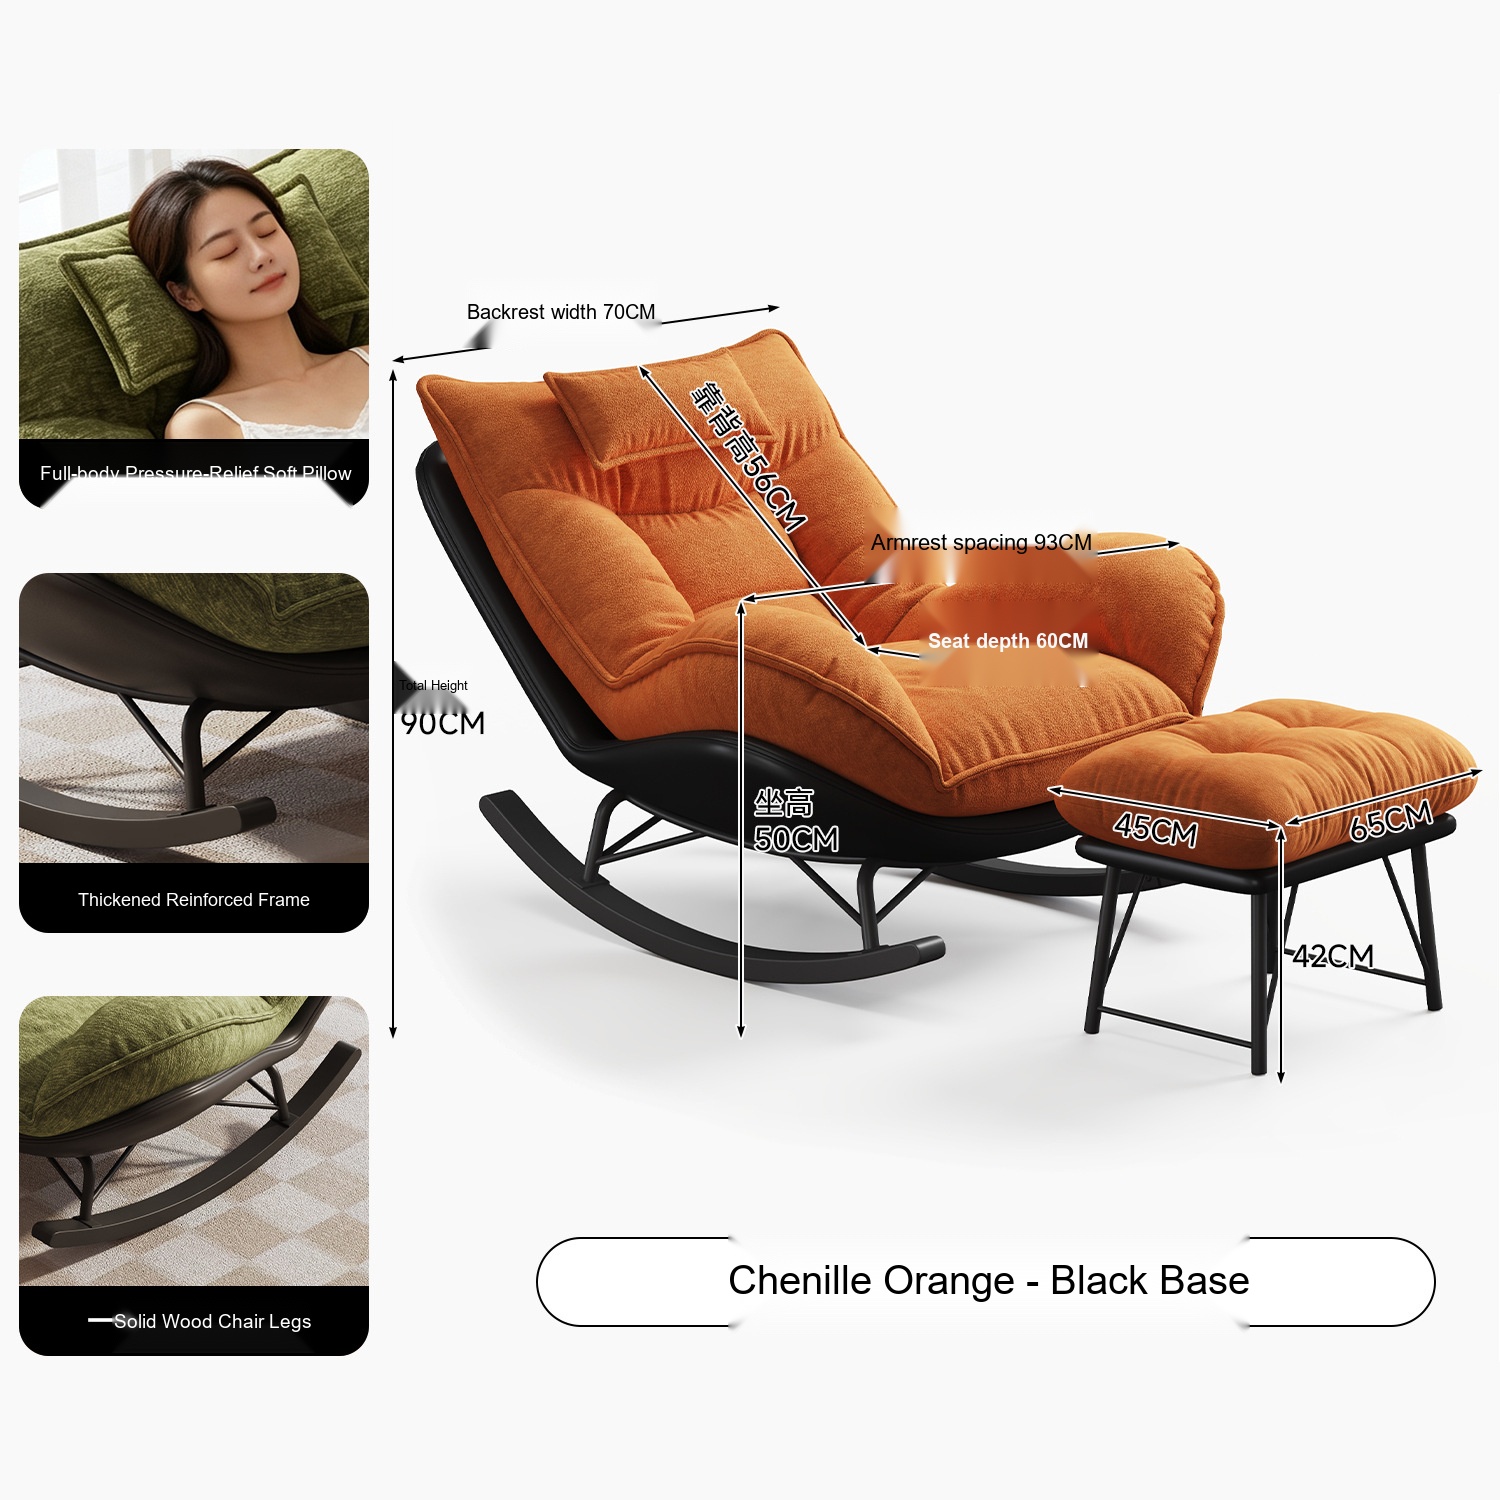 Backrest width 70CM
靠背高56CM
Full-body Pressure-Relief Soft Pillow
Armrest spacing 93CM
Seat depth 60CM
Total Height
90CM
坐高
50CM
45CM
65CM
42CM
Thickened Reinforced Frame
Chenille Orange - Black Base
Solid Wood Chair Legs